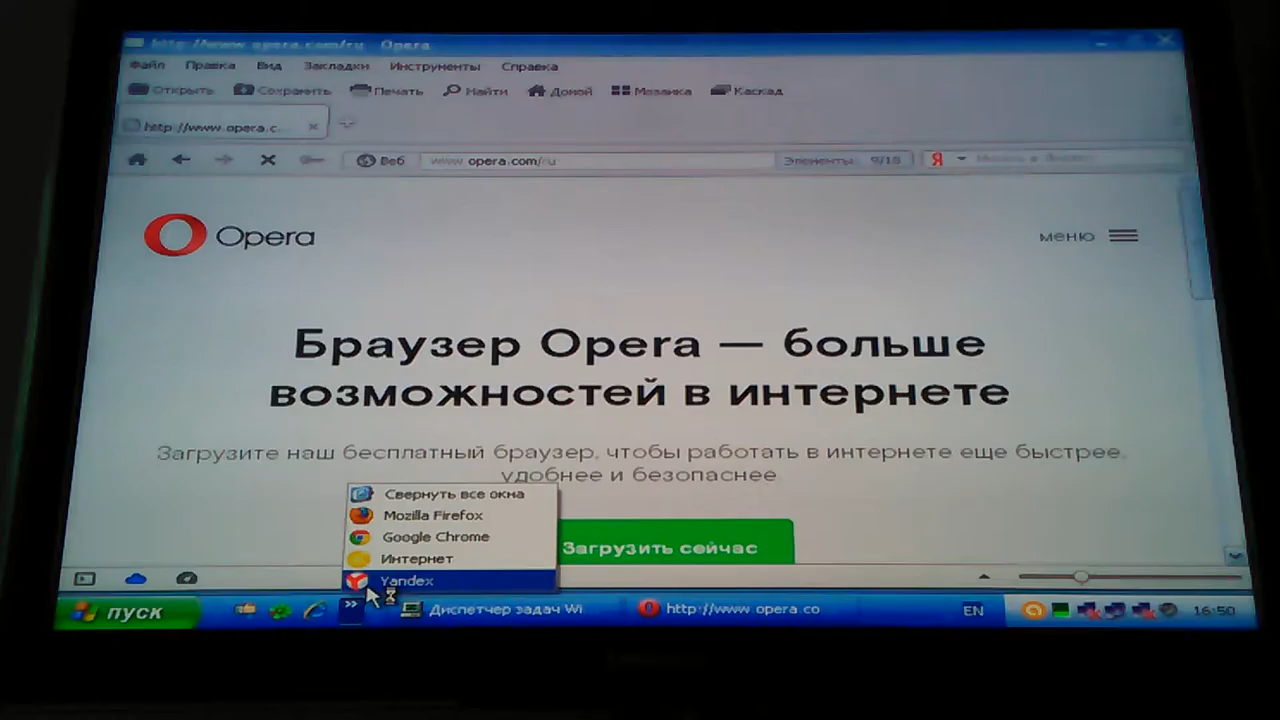 http://www.opera.com/ru - Opera
Файл Правка Вид Закладки Инструменты Справка
Открыть Сохранить Печать Найти Домой Мозаика Каскад
http://www.opera.c...
Веб www.opera.com/ru Элементы: 9/18 Я
Opera
меню
Браузер Opera — больше
возможностей в интернете
Загрузите наш бесплатный браузер, чтобы работать в интернете еще быстрее,
удобнее и безопаснее
Свернуть все окна
Mozilla Firefox
Google Chrome
Интернет
Yandex
Загрузить сейчас
пуск » Диспетчер задач Wi... http://www.opera.co... EN 16:50